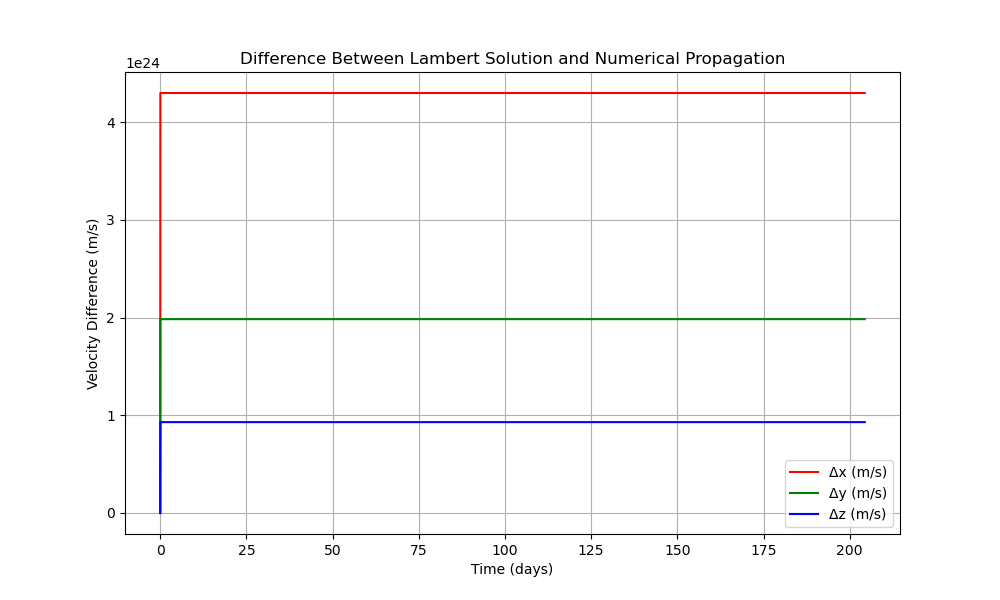 Difference Between Lambert Solution and Numerical Propagation
1e24
4
3
2
1
0
Velocity Difference (m/s)
Δx (m/s)
Δy (m/s)
Δz (m/s)
0 25 50 75 100 125 150 175 200
Time (days)